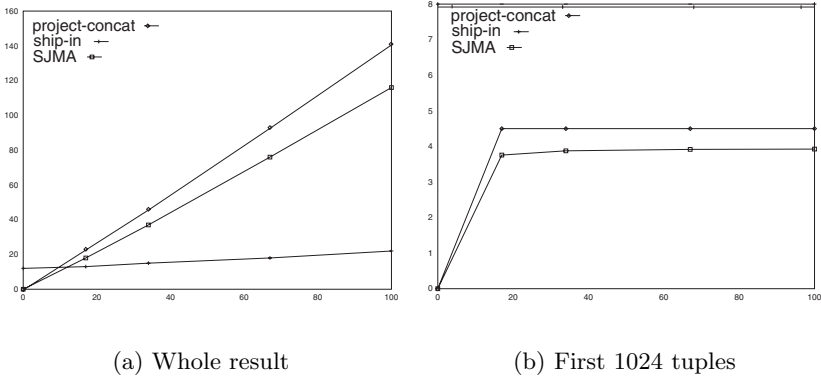 160
140
120
100
80
60
40
20
0
0 20 40 60 80 100
project-concat
ship-in
SJMA
(a) Whole result
8
7
6
5
4
3
2
1
0
0 20 40 60 80 100
project-concat
ship-in
SJMA
(b) First 1024 tuples